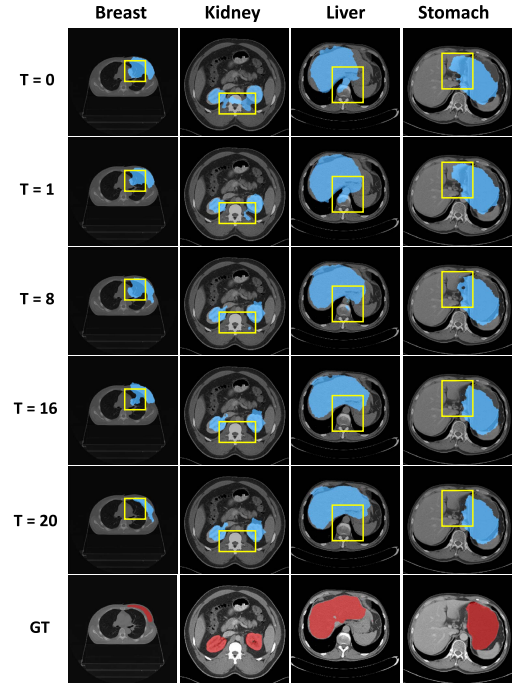 Breast Kidney Liver Stomach
T = 0
T = 1
T = 8
T = 16
T = 20
GT